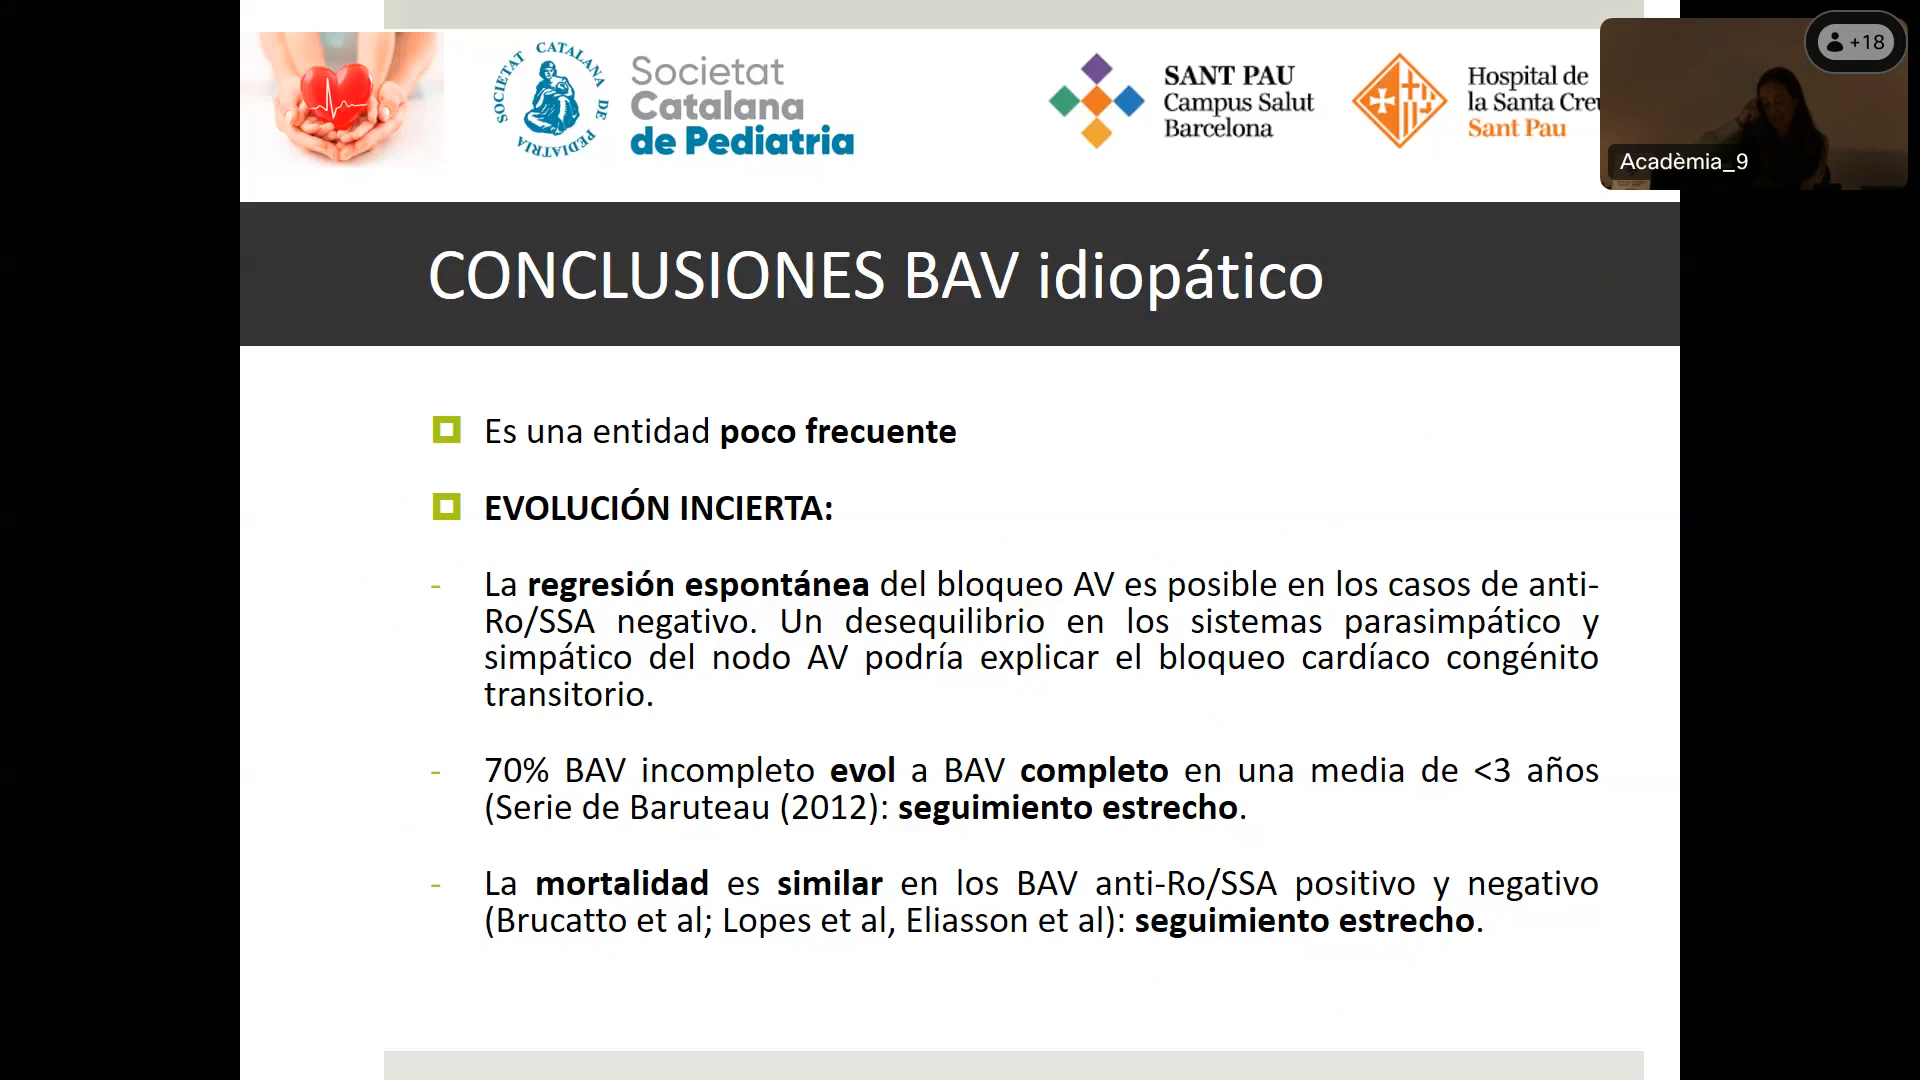 SOCIETAT CATALANA DE PEDIATRIA
Societat
Catalana
de Pediatria
SANT PAU
Campus Salut
Barcelona
Hospital de
la Santa Creu
Sant Pau
+18
Acadèmia_9
CONCLUSIONES BAV idiopático
Es una entidad poco frecuente
EVOLUCIÓN INCIERTA:
- La regresión espontánea del bloqueo AV es posible en los casos de anti-
Ro/SSA negativo. Un desequilibrio en los sistemas parasimpático y
simpático del nodo AV podría explicar el bloqueo cardíaco congénito
transitorio.
- 70% BAV incompleto evol a BAV completo en una media de <3 años
(Serie de Baruteau (2012): seguimiento estrecho.
- La mortalidad es similar en los BAV anti-Ro/SSA positivo y negativo
(Brucatto et al; Lopes et al, Eliasson et al): seguimiento estrecho.